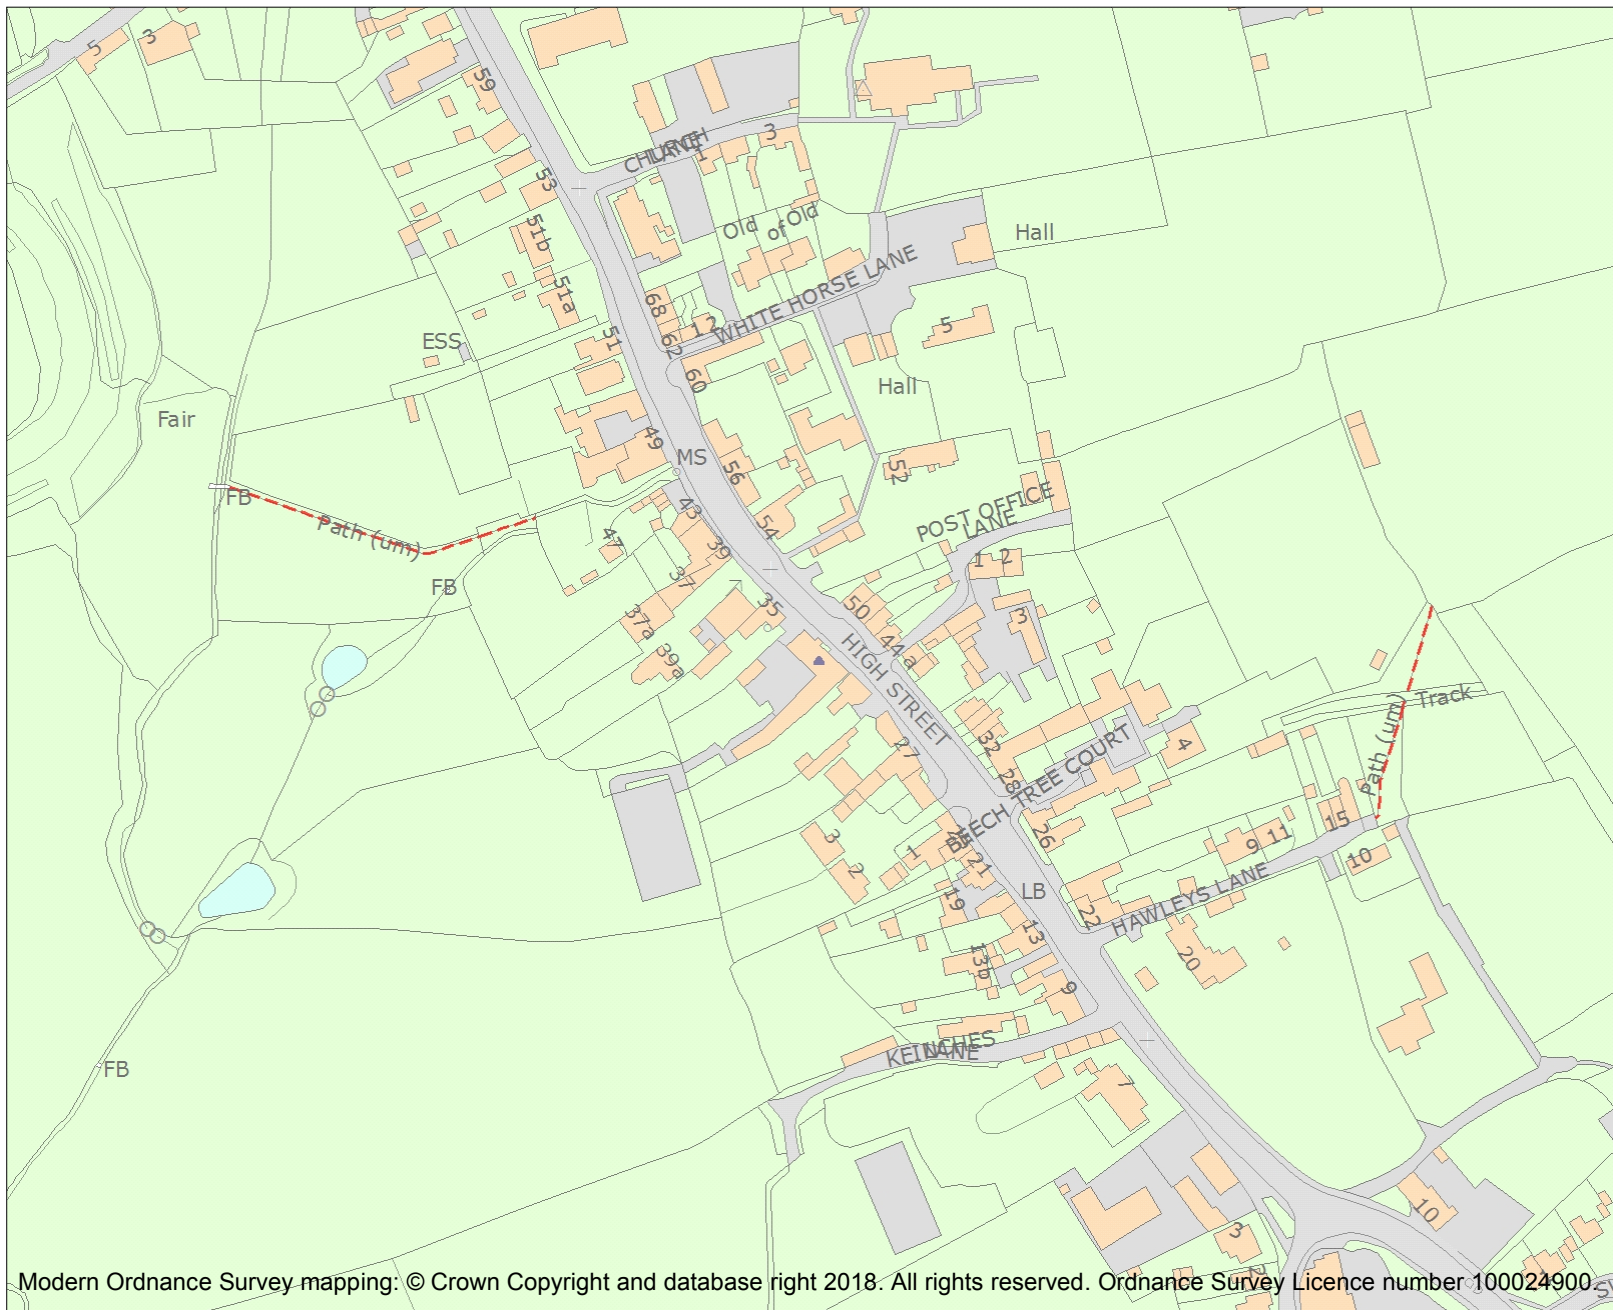 5
3
59
CHURCH
LANE
1
3
53
Old
of
Old
51b
Hall
WHITE HORSE LANE
51a
68
1
2
62
51
5
ESS
60
Hall
Fair
49
MS
56
52
FB
43
54
POST OFFICE
LANE
Path (um)
47
39
1
2
FB
37
35
50
3
37a
44a
39a
HIGH STREET
Track
Path (um)
27
32
4
28
BEECH TREE COURT
3
26
15
9
11
1
21
2
10
LB
19
HAWLEYS LANE
22
13
13b
20
9
KEINCHES
LANE
FB
7
10
3
Modern Ordnance Survey mapping: © Crown Copyright and database right 2018. All rights reserved. Ordnance Survey Licence number 100024900.